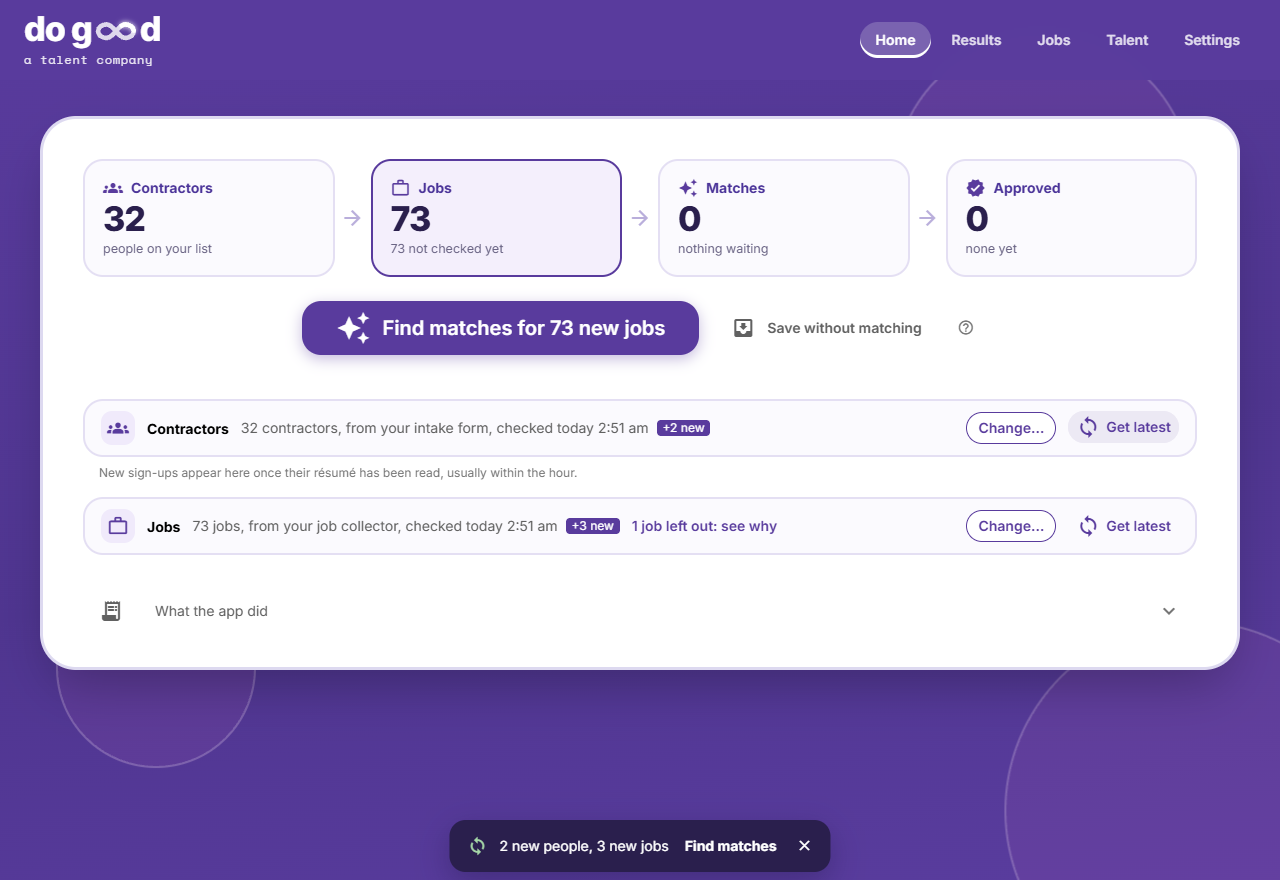 do good
a talent company
Home
Results
Jobs
Talent
Settings
Contractors
32
people on your list
Jobs
73
73 not checked yet
Matches
0
nothing waiting
Approved
0
none yet
Find matches for 73 new jobs
Save without matching
Contractors 32 contractors, from your intake form, checked today 2:51 am +2 new Change... Get latest
New sign-ups appear here once their résumé has been read, usually within the hour.
Jobs 73 jobs, from your job collector, checked today 2:51 am +3 new 1 job left out: see why Change... Get latest
What the app did
2 new people, 3 new jobs Find matches